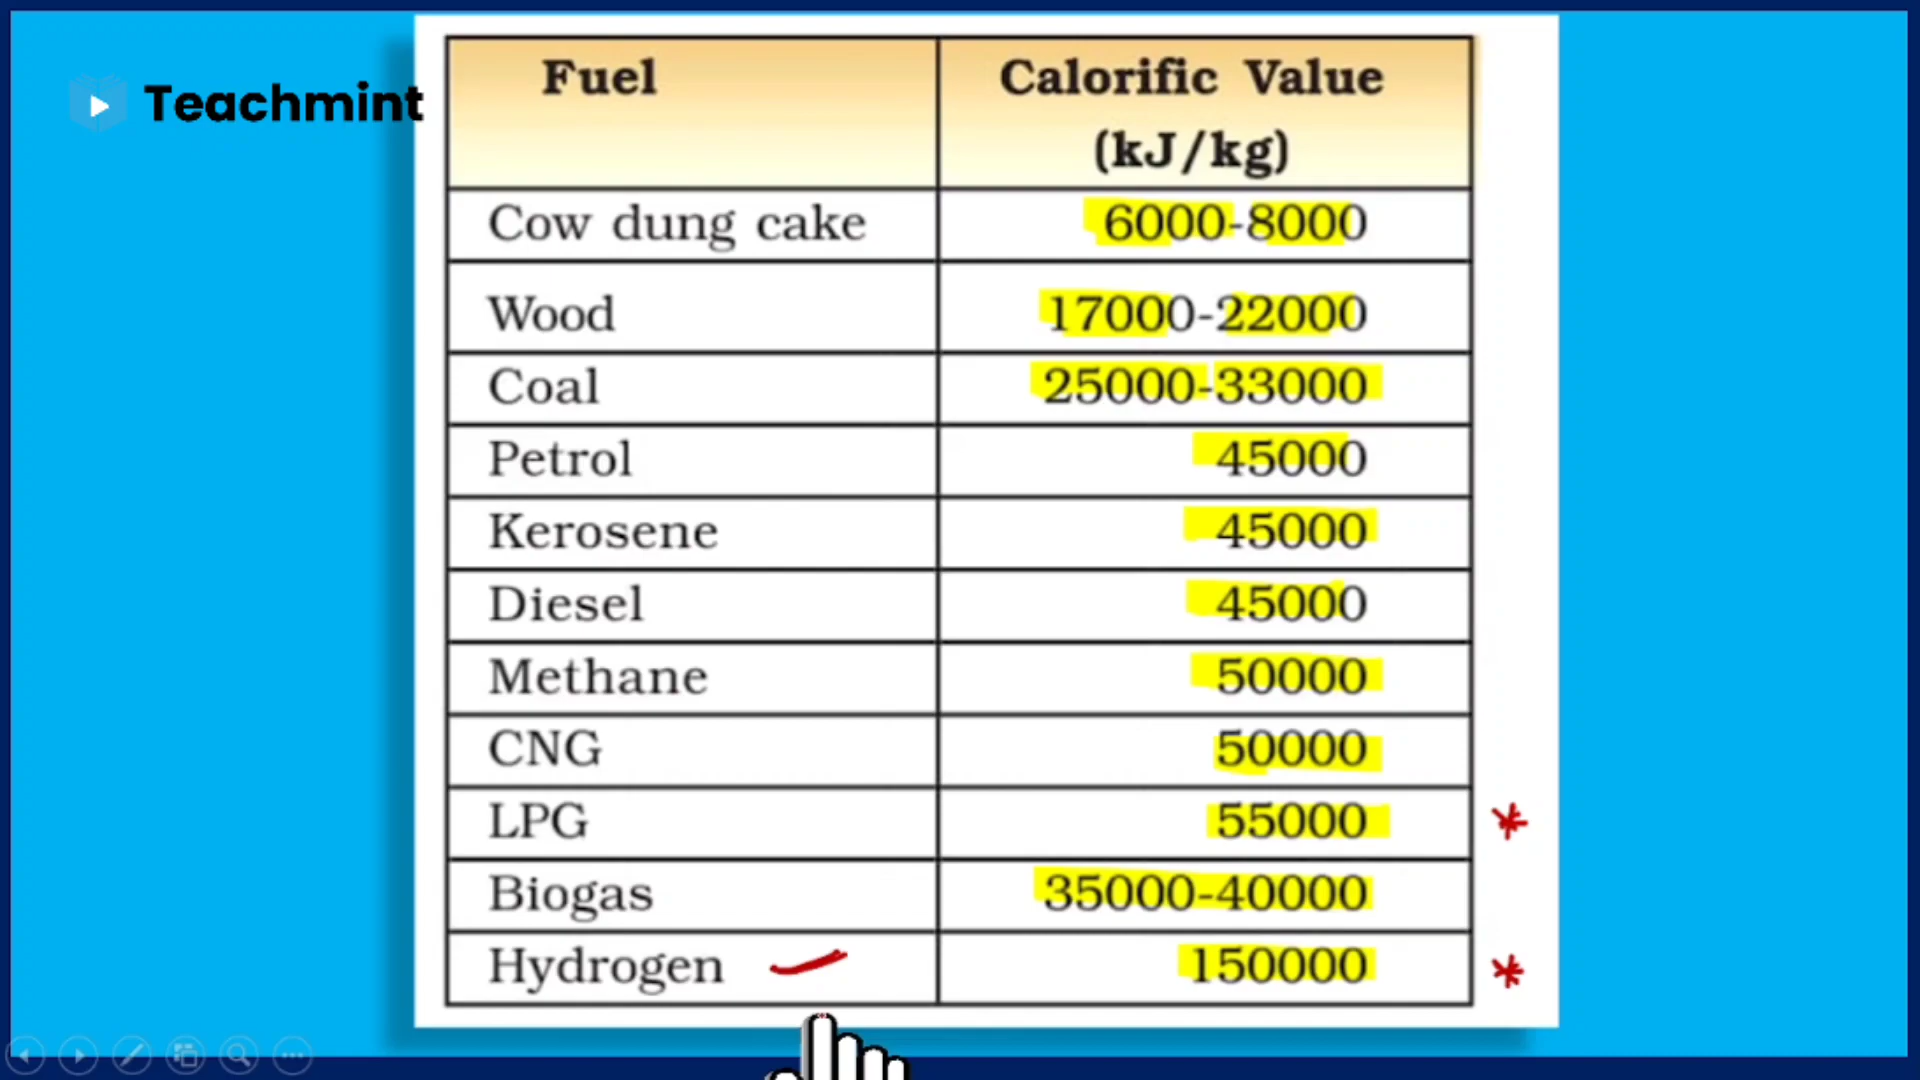 Teachmint
Fuel Calorific Value
(kJ/kg)
Cow dung cake 6000-8000
Wood 17000-22000
Coal 25000-33000
Petrol 45000
Kerosene 45000
Diesel 45000
Methane 50000
CNG 50000
LPG 55000 *
Biogas 35000-40000
Hydrogen 150000 *